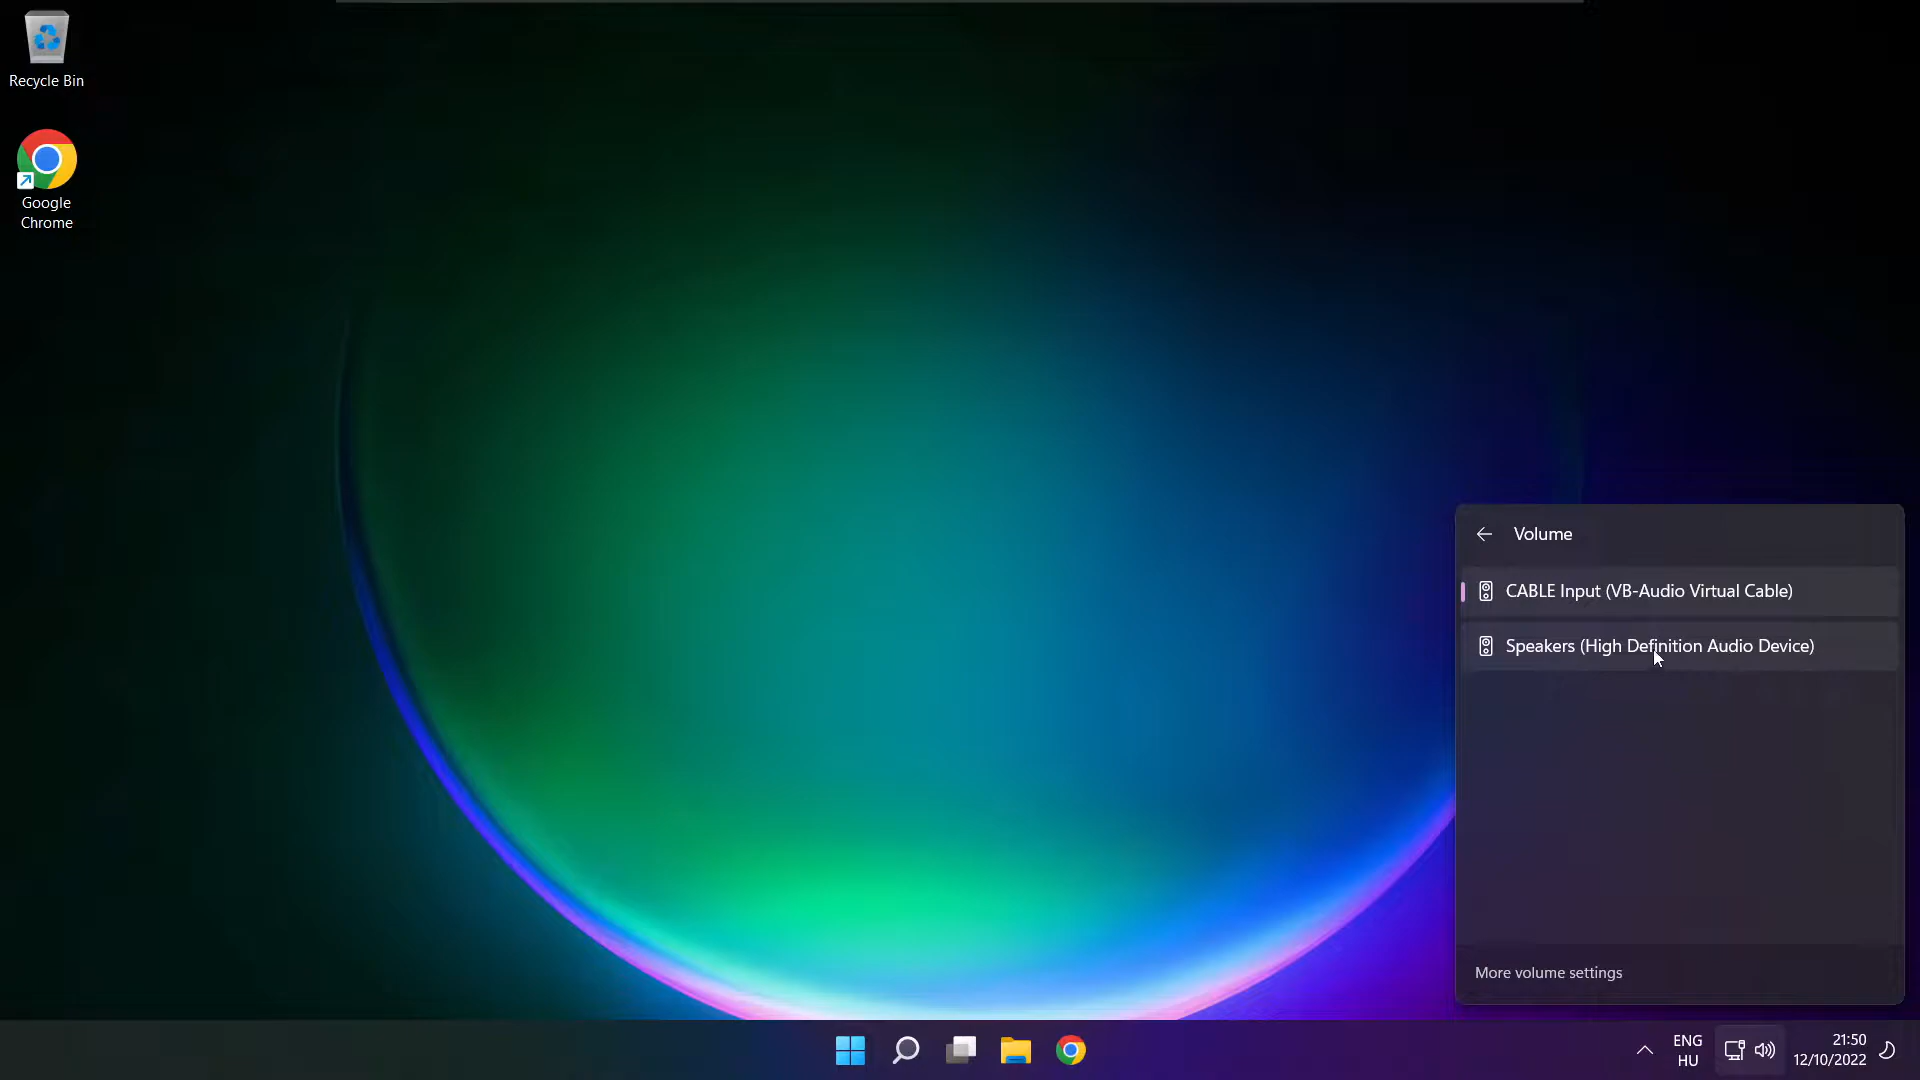 Recycle Bin
Google
Chrome
Volume
CABLE Input (VB-Audio Virtual Cable)
Speakers (High Definition Audio Device)
More volume settings
ENG
HU
21:50
12/10/2022